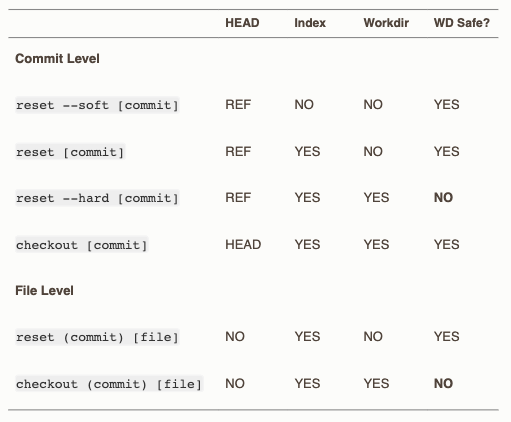 HEAD Index Workdir WD Safe?
Commit Level
reset --soft [commit] REF NO NO YES
reset [commit] REF YES NO YES
reset --hard [commit] REF YES YES NO
checkout [commit] HEAD YES YES YES
File Level
reset (commit) [file] NO YES NO YES
checkout (commit) [file] NO YES YES NO